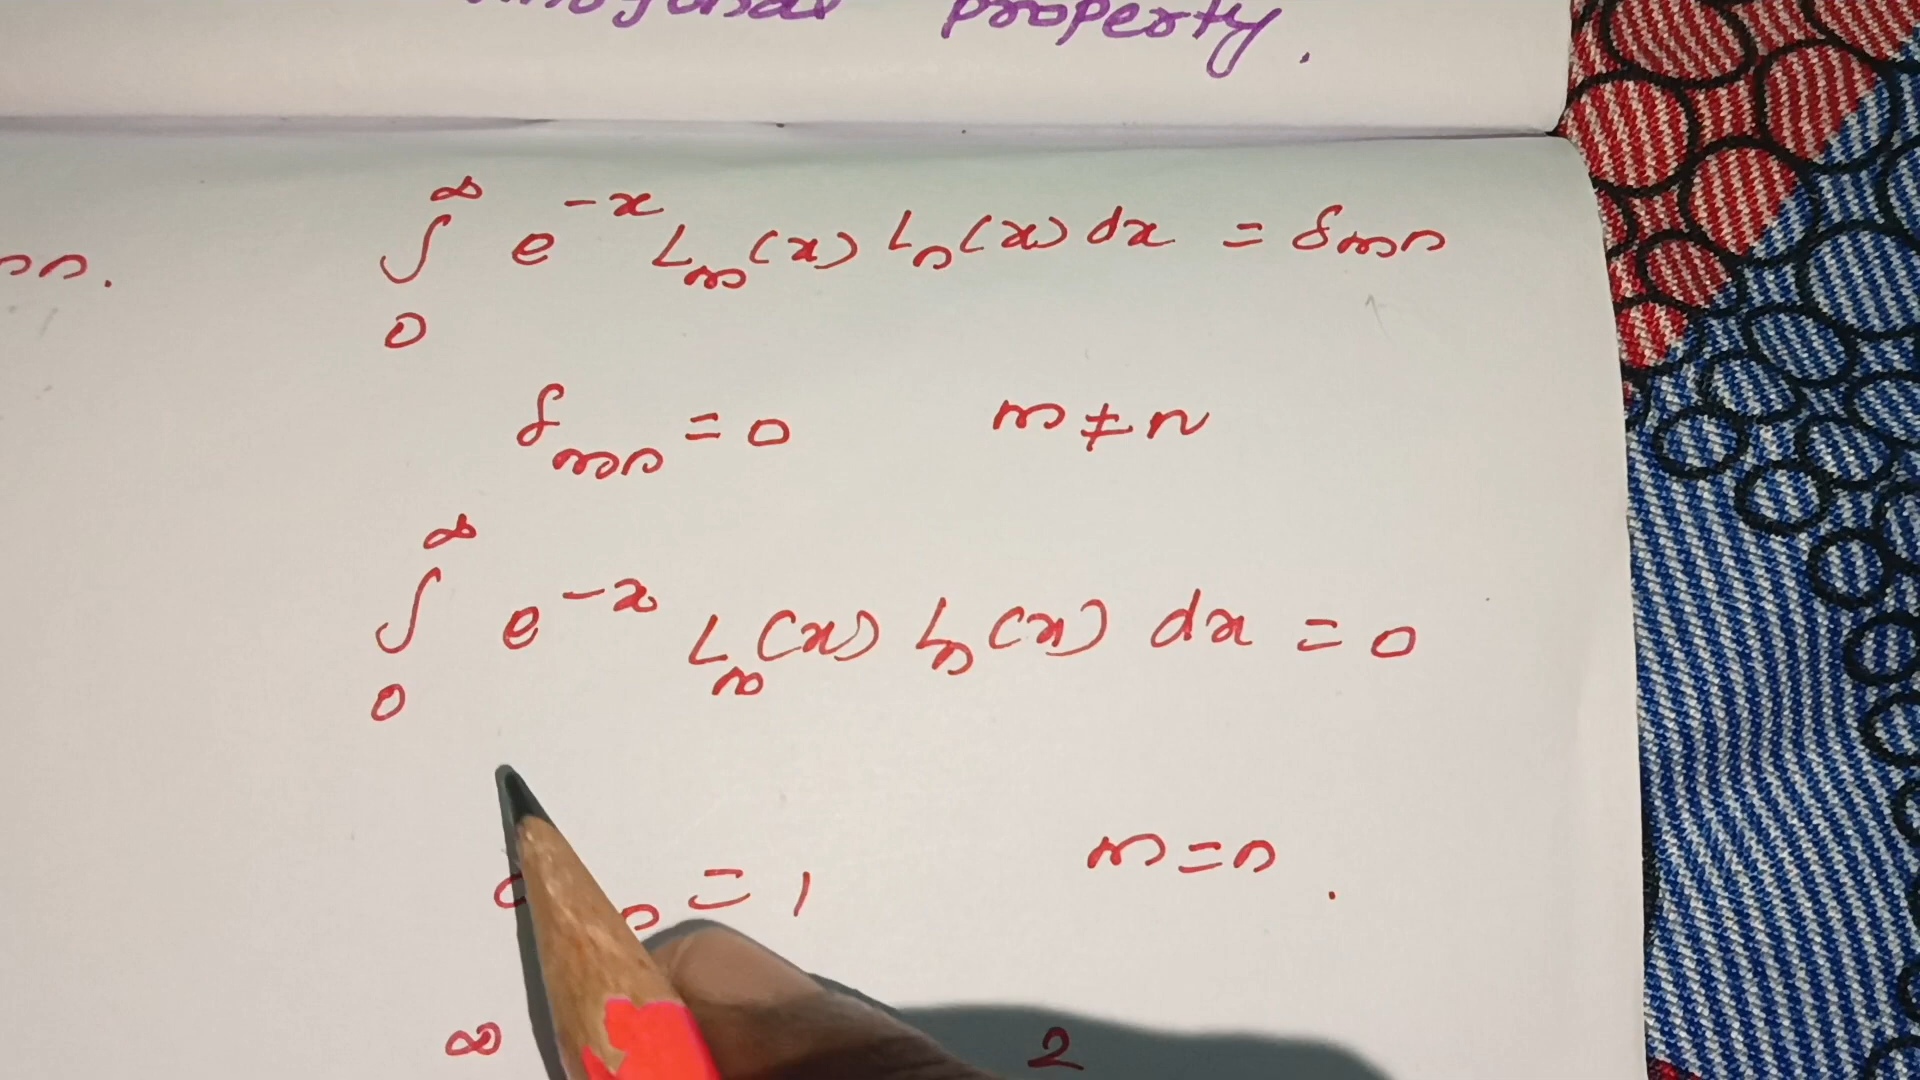 property.
∫₀^∞ e^{-x} L_m(x) L_n(x) dx = δ_mn
δ_mn = 0 m ≠ n
∫₀^∞ e^{-x} L_m(x) L_n(x) dx = 0
= 1 m = n.
∞ 2